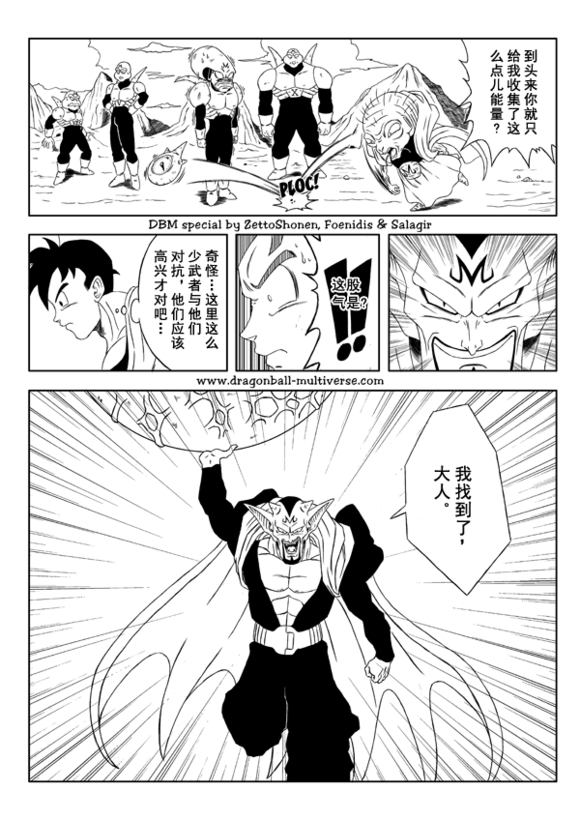 到头来你就只
给我收集了这
么点儿能量？
PLOC!
DBM special by ZettoShonen, Foenidis & Salagir
这股
气是？
!!
奇怪…这里这么
少武者与他们
对抗，他们应该
高兴才对吧…
www.dragonball-multiverse.com
我找到了，
大人。